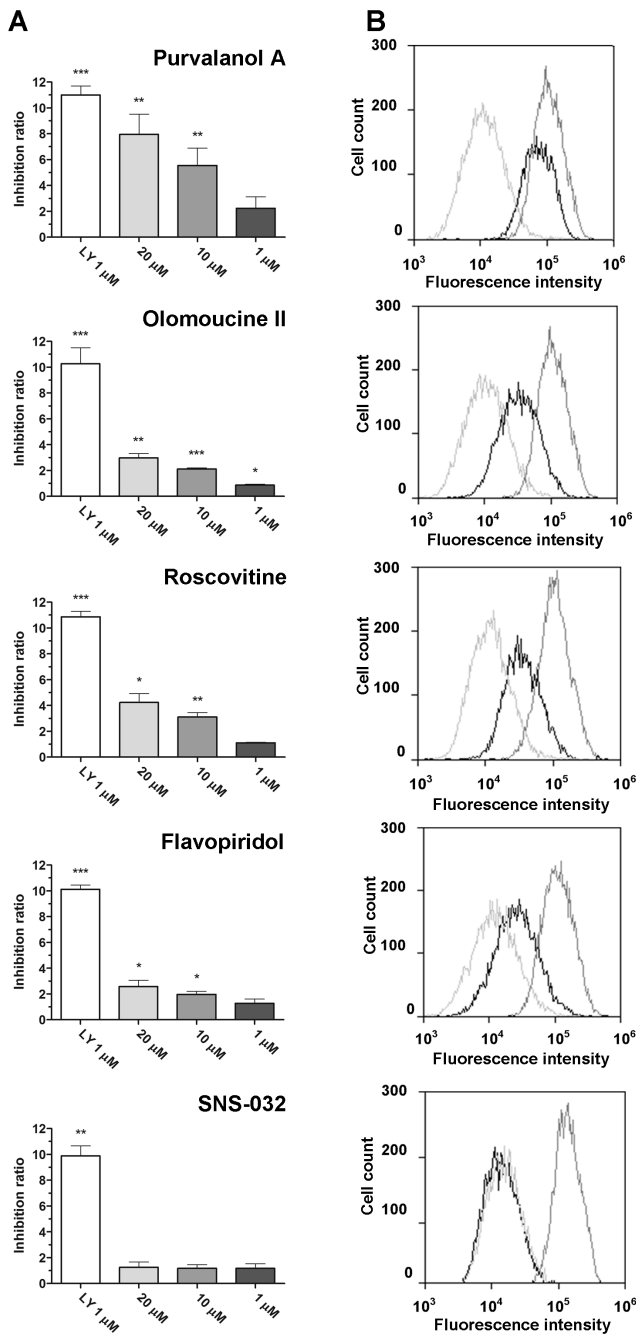 A
B
Purvalanol A
Inhibition ratio
12
10
8
6
4
2
0
***
**
**
LY 1 μM
20 μM
10 μM
1 μM
Cell count
300
200
100
0
10³ 10⁴ 10⁵ 10⁶
Fluorescence intensity
Olomoucine II
Inhibition ratio
12
10
8
6
4
2
0
***
**
***
*
LY 1 μM
20 μM
10 μM
1 μM
Cell count
300
200
100
0
10³ 10⁴ 10⁵ 10⁶
Fluorescence intensity
Roscovitine
Inhibition ratio
12
10
8
6
4
2
0
***
*
**
LY 1 μM
20 μM
10 μM
1 μM
Cell count
300
200
100
0
10³ 10⁴ 10⁵ 10⁶
Fluorescence intensity
Flavopiridol
Inhibition ratio
12
10
8
6
4
2
0
***
*
*
LY 1 μM
20 μM
10 μM
1 μM
Cell count
300
200
100
0
10³ 10⁴ 10⁵ 10⁶
Fluorescence intensity
SNS-032
Inhibition ratio
12
10
8
6
4
2
0
**
LY 1 μM
20 μM
10 μM
1 μM
Cell count
300
200
100
0
10³ 10⁴ 10⁵ 10⁶
Fluorescence intensity